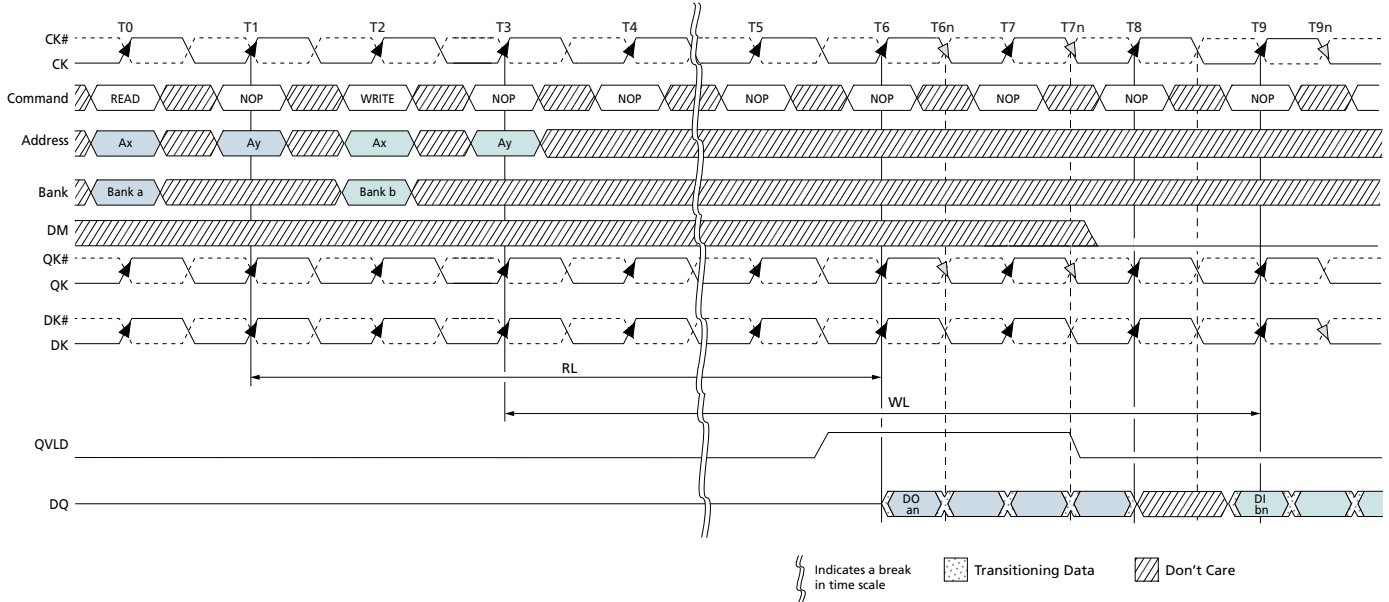 T0 T1 T2 T3 T4 T5 T6 T6n T7 T7n T8 T9 T9n
CK#
CK
Command READ NOP WRITE NOP NOP NOP NOP NOP NOP NOP
Address Ax Ay Ax Ay
Bank Bank a Bank b
DM
QK#
QK
DK#
DK
RL
WL
QVLD
DQ DO an DI bn
Indicates a break
in time scale
Transitioning Data
Don't Care